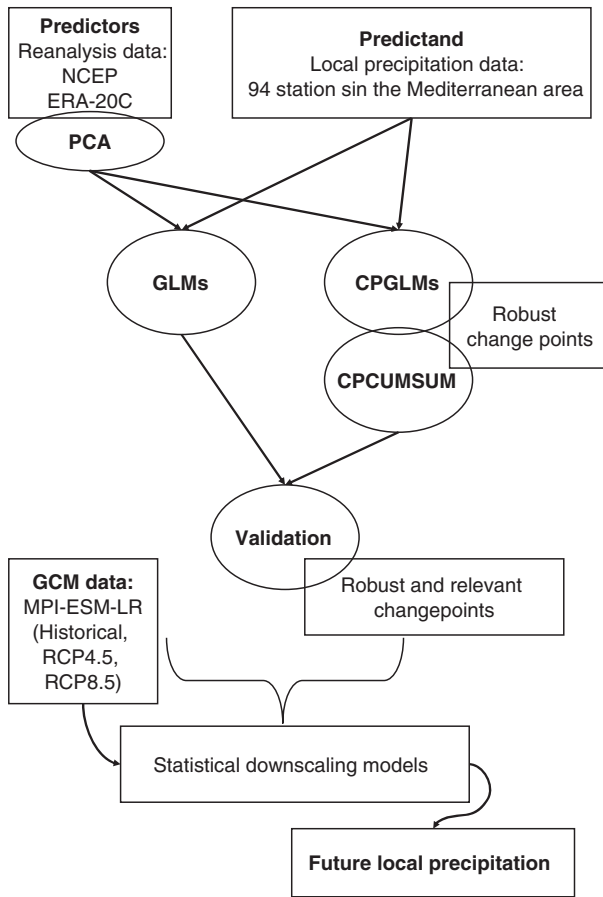 Predictors
Reanalysis data:
NCEP
ERA-20C
PCA
Predictand
Local precipitation data:
94 station sin the Mediterranean area
GLMs
CPGLMs
Robust
change points
CPCUMSUM
Validation
Robust and relevant
changepoints
GCM data:
MPI-ESM-LR
(Historical,
RCP4.5,
RCP8.5)
Statistical downscaling models
Future local precipitation